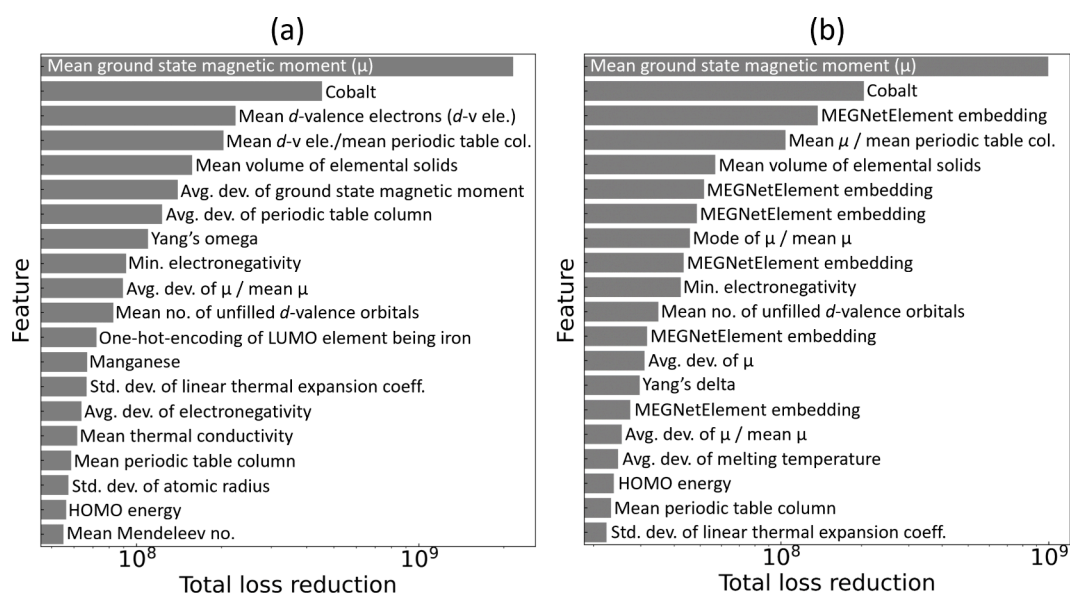 (a)
Feature
Mean ground state magnetic moment (μ)
Cobalt
Mean d-valence electrons (d-v ele.)
Mean d-v ele./mean periodic table col.
Mean volume of elemental solids
Avg. dev. of ground state magnetic moment
Avg. dev. of periodic table column
Yang's omega
Min. electronegativity
Avg. dev. of μ / mean μ
Mean no. of unfilled d-valence orbitals
One-hot-encoding of LUMO element being iron
Manganese
Std. dev. of linear thermal expansion coeff.
Avg. dev. of electronegativity
Mean thermal conductivity
Mean periodic table column
Std. dev. of atomic radius
HOMO energy
Mean Mendeleev no.
10⁸ 10⁹
Total loss reduction
(b)
Feature
Mean ground state magnetic moment (μ)
Cobalt
MEGNetElement embedding
Mean μ / mean periodic table col.
Mean volume of elemental solids
MEGNetElement embedding
MEGNetElement embedding
Mode of μ / mean μ
MEGNetElement embedding
Min. electronegativity
Mean no. of unfilled d-valence orbitals
MEGNetElement embedding
Avg. dev. of μ
Yang's delta
MEGNetElement embedding
Avg. dev. of μ / mean μ
Avg. dev. of melting temperature
HOMO energy
Mean periodic table column
Std. dev. of linear thermal expansion coeff.
10⁸ 10⁹
Total loss reduction